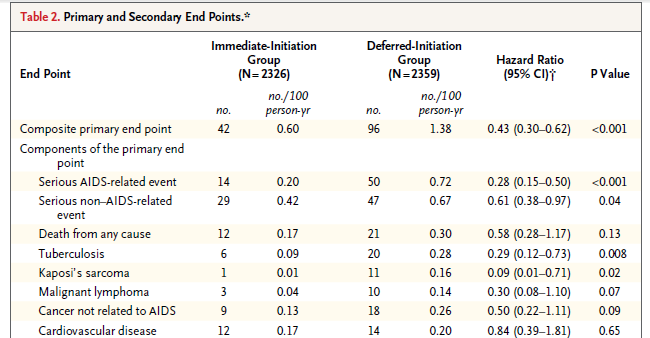 Table 2. Primary and Secondary End Points.*
End Point Immediate-Initiation Group (N=2326) Deferred-Initiation Group (N=2359) Hazard Ratio (95% CI)† P Value
no. no./100 person-yr no. no./100 person-yr
Composite primary end point 42 0.60 96 1.38 0.43 (0.30–0.62) <0.001
Components of the primary end
point
Serious AIDS-related event 14 0.20 50 0.72 0.28 (0.15–0.50) <0.001
Serious non–AIDS-related 29 0.42 47 0.67 0.61 (0.38–0.97) 0.04
event
Death from any cause 12 0.17 21 0.30 0.58 (0.28–1.17) 0.13
Tuberculosis 6 0.09 20 0.28 0.29 (0.12–0.73) 0.008
Kaposi's sarcoma 1 0.01 11 0.16 0.09 (0.01–0.71) 0.02
Malignant lymphoma 3 0.04 10 0.14 0.30 (0.08–1.10) 0.07
Cancer not related to AIDS 9 0.13 18 0.26 0.50 (0.22–1.11) 0.09
Cardiovascular disease 12 0.17 14 0.20 0.84 (0.39–1.81) 0.65